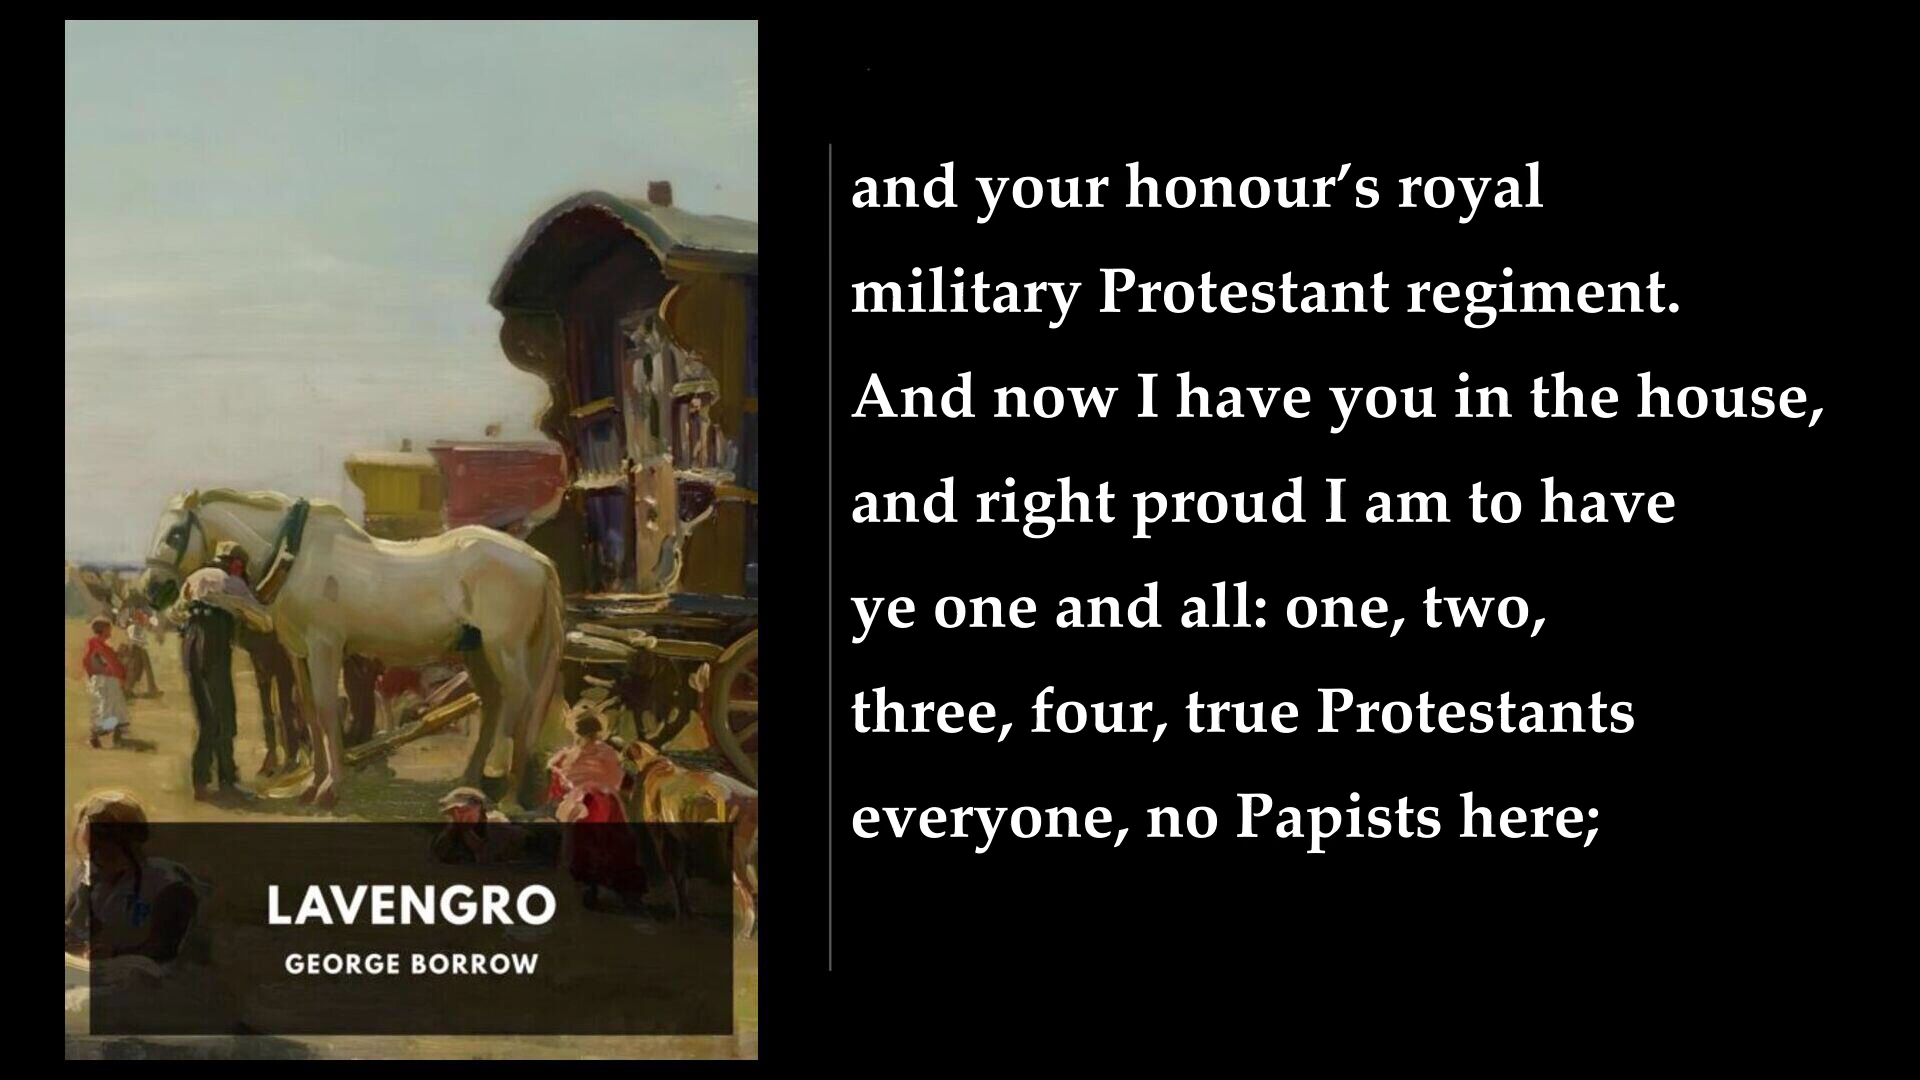 and your honour’s royal
military Protestant regiment.
And now I have you in the house,
and right proud I am to have
ye one and all: one, two,
three, four, true Protestants
everyone, no Papists here;
LAVENGRO
GEORGE BORROW